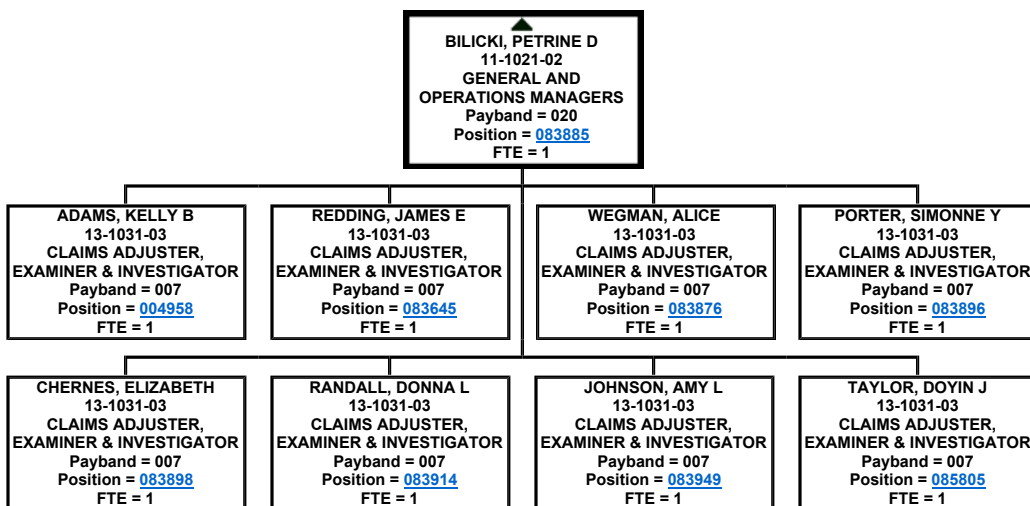 BILICKI, PETRINE D
11-1021-02
GENERAL AND
OPERATIONS MANAGERS
Payband = 020
Position = 083885
FTE = 1
ADAMS, KELLY B
13-1031-03
CLAIMS ADJUSTER,
EXAMINER & INVESTIGATOR
Payband = 007
Position = 004958
FTE = 1
REDDING, JAMES E
13-1031-03
CLAIMS ADJUSTER,
EXAMINER & INVESTIGATOR
Payband = 007
Position = 083645
FTE = 1
WEGMAN, ALICE
13-1031-03
CLAIMS ADJUSTER,
EXAMINER & INVESTIGATOR
Payband = 007
Position = 083876
FTE = 1
PORTER, SIMONNE Y
13-1031-03
CLAIMS ADJUSTER,
EXAMINER & INVESTIGATOR
Payband = 007
Position = 083896
FTE = 1
CHERNES, ELIZABETH
13-1031-03
CLAIMS ADJUSTER,
EXAMINER & INVESTIGATOR
Payband = 007
Position = 083898
FTE = 1
RANDALL, DONNA L
13-1031-03
CLAIMS ADJUSTER,
EXAMINER & INVESTIGATOR
Payband = 007
Position = 083914
FTE = 1
JOHNSON, AMY L
13-1031-03
CLAIMS ADJUSTER,
EXAMINER & INVESTIGATOR
Payband = 007
Position = 083949
FTE = 1
TAYLOR, DOYIN J
13-1031-03
CLAIMS ADJUSTER,
EXAMINER & INVESTIGATOR
Payband = 007
Position = 085805
FTE = 1